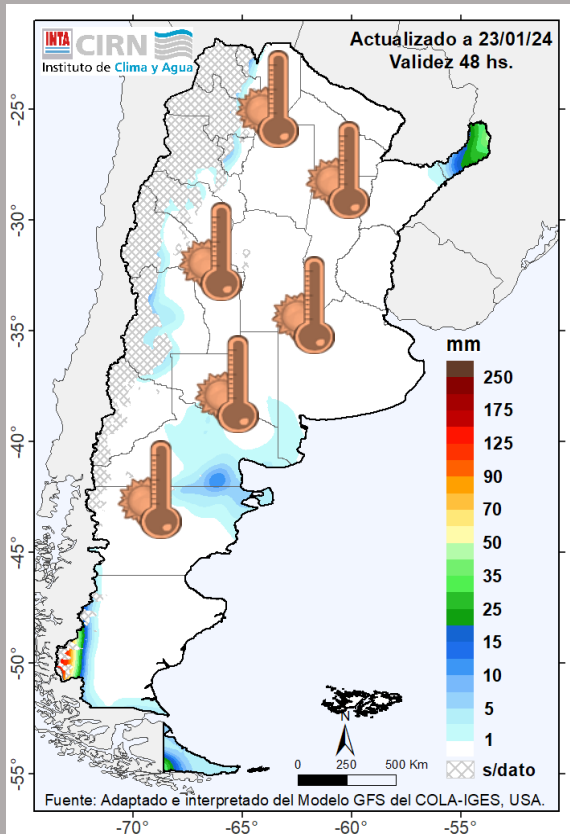 INTA CIRN
Instituto de Clima y Agua
Actualizado a 23/01/24
Validez 48 hs.
-25
-30
-35
-40
-45
-50
-55
mm
250
175
125
90
70
50
35
25
15
10
5
1
s/dato
N
0 250 500 Km
Fuente: Adaptado e interpretado del Modelo GFS del COLA-IGES, USA.
-70 -65 -60 -55